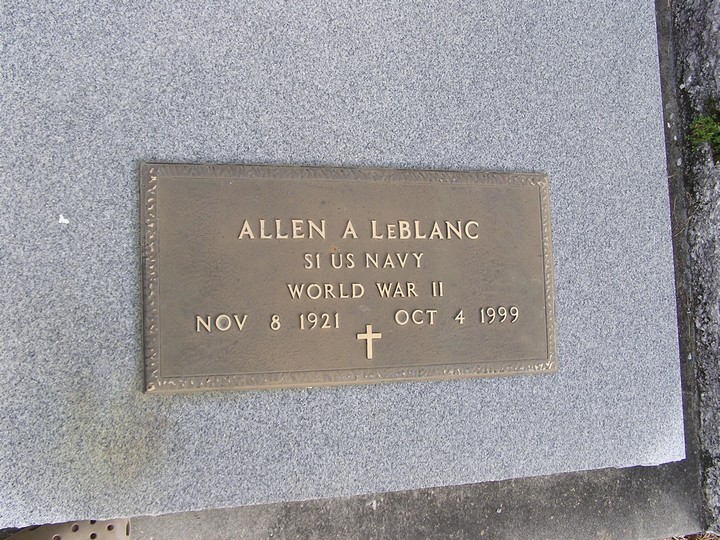 ALLEN A LEBLANC
S1 US NAVY
WORLD WAR II
NOV 8 1921 OCT 4 1999